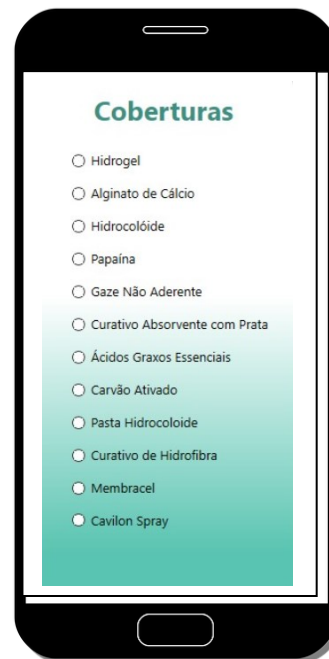 Coberturas
Hidrogel
Alginato de Cálcio
Hidrocolóide
Papaína
Gaze Não Aderente
Curativo Absorvente com Prata
Ácidos Graxos Essenciais
Carvão Ativado
Pasta Hidrocoloide
Curativo de Hidrofibra
Membracel
Cavilon Spray